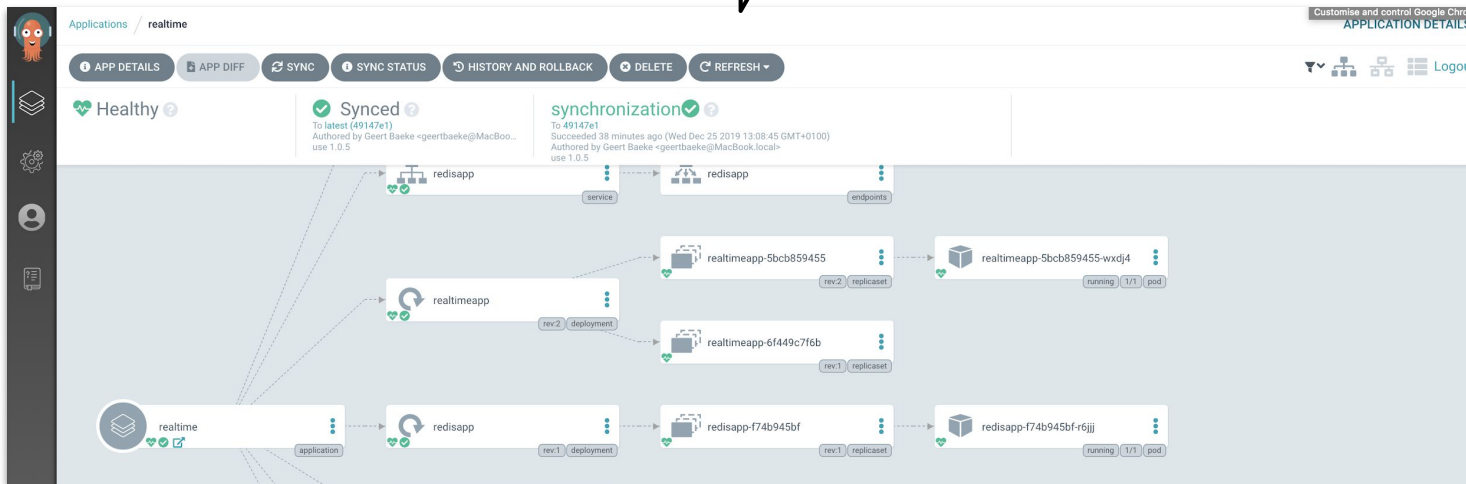 Customise and control Google Chro
Applications / realtime
APPLICATION DETAILS
APP DETAILS
APP DIFF
SYNC
SYNC STATUS
HISTORY AND ROLLBACK
DELETE
REFRESH
Logou
Healthy
Synced
To latest (49147e1)
Authored by Geert Baeke <geertbaeke@MacBoo...
use 1.0.5
synchronization
To 49147e1
Succeeded 38 minutes ago (Wed Dec 25 2019 13:08:45 GMT+0100)
Authored by Geert Baeke <geertbaeke@MacBook.local>
use 1.0.5
redisapp
service
redisapp
endpoints
realtimeapp-5bcb859455
rev:2 replicaset
realtimeapp-5bcb859455-wxdj4
running 1/1 pod
realtimeapp
rev:2 deployment
realtimeapp-6f449c7f6b
rev:1 replicaset
realtime
application
redisapp
rev:1 deployment
redisapp-f74b945bf
rev:1 replicaset
redisapp-f74b945bf-r6jjj
running 1/1 pod